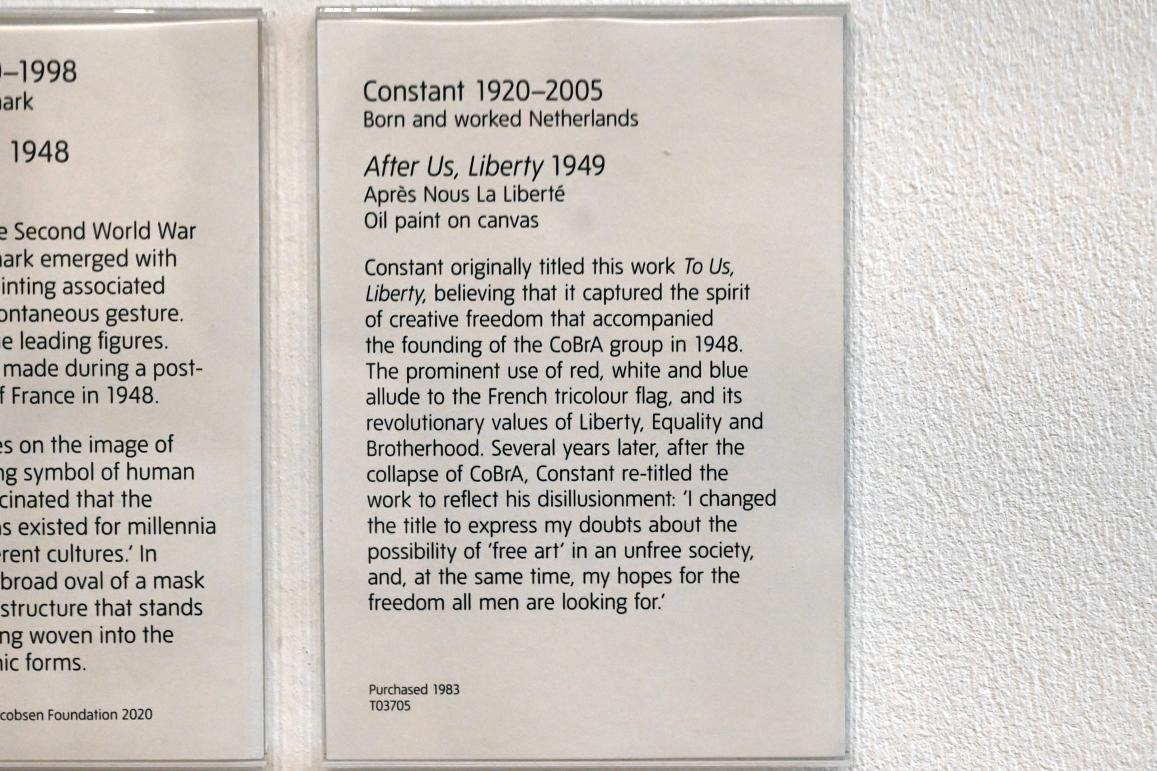 –1998
1948
e Second World War
emerged with
associated
gesture.
e leading figures.
made during a post-
f France in 1948.
es on the image of
ng symbol of human
that the
s existed for millennia
cultures.’ In
broad oval of a mask
structure that stands
ng woven into the
forms.
Foundation 2020
Constant 1920–2005
Born and worked Netherlands
After Us, Liberty 1949
Après Nous La Liberté
Oil paint on canvas
Constant originally titled this work To Us,
Liberty, believing that it captured the spirit
of creative freedom that accompanied
the founding of the CoBrA group in 1948.
The prominent use of red, white and blue
allude to the French tricolour flag, and its
revolutionary values of Liberty, Equality and
Brotherhood. Several years later, after the
collapse of CoBrA, Constant re-titled the
work to reflect his disillusionment: ‘I changed
the title to express my doubts about the
possibility of ‘free art’ in an unfree society,
and, at the same time, my hopes for the
freedom all men are looking for.’
Purchased 1983
T03705